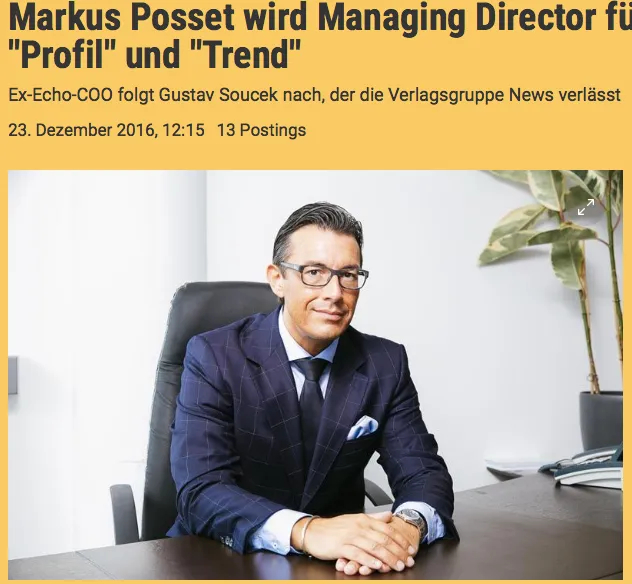 Markus Posset wird Managing Director fü
"Profil" und "Trend"
Ex-Echo-COO folgt Gustav Soucek nach, der die Verlagsgruppe News verlässt
23. Dezember 2016, 12:15 13 Postings